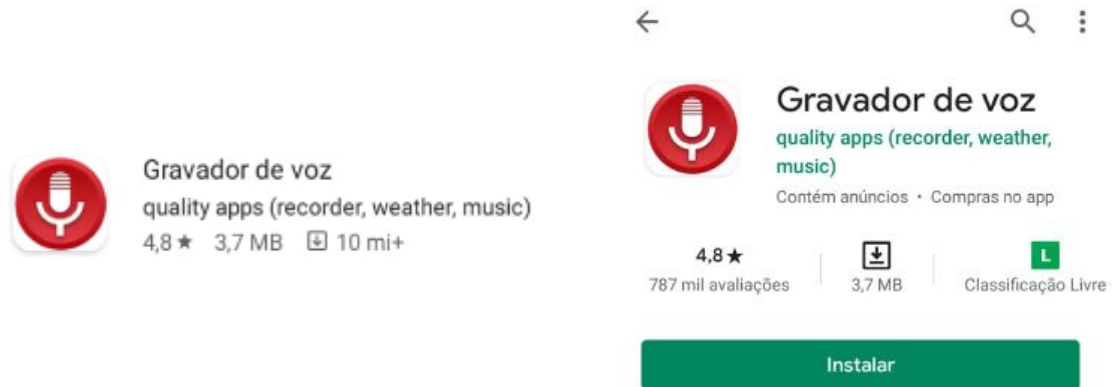 Gravador de voz
quality apps (recorder, weather, music)
4,8 ★ 3,7 MB 10 mi+
Gravador de voz
quality apps (recorder, weather,
music)
Contém anúncios • Compras no app
4,8 ★
787 mil avaliações
3,7 MB
L
Classificação Livre
Instalar